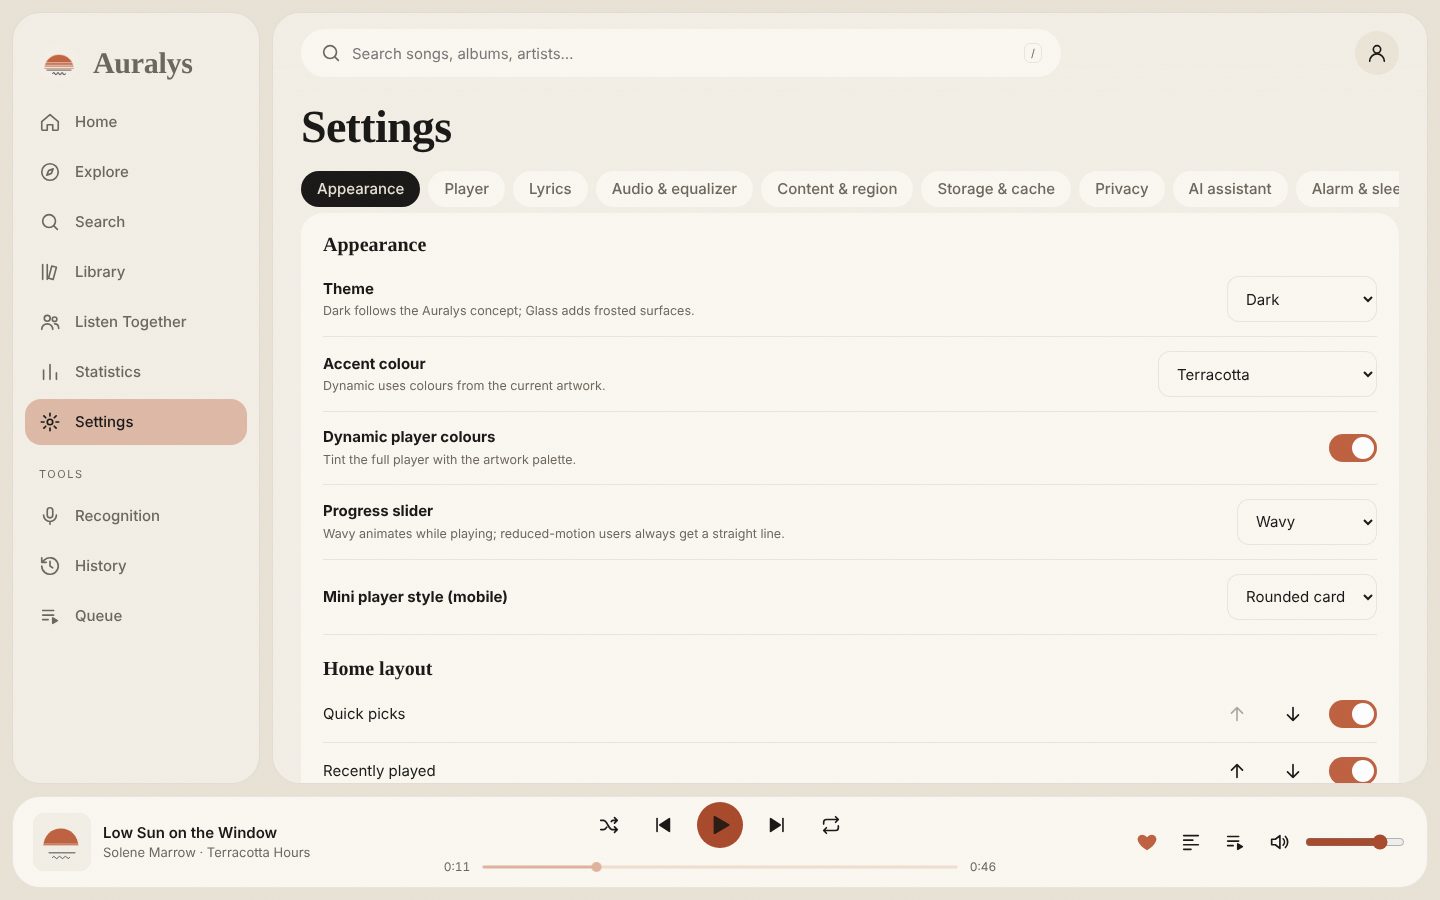 Auralys
Home
Explore
Search
Library
Listen Together
Statistics
Settings
TOOLS
Recognition
History
Queue
Search songs, albums, artists...
/
Settings
Appearance
Player
Lyrics
Audio & equalizer
Content & region
Storage & cache
Privacy
AI assistant
Alarm & slee
Appearance
Theme
Dark follows the Auralys concept; Glass adds frosted surfaces.
Dark
Accent colour
Dynamic uses colours from the current artwork.
Terracotta
Dynamic player colours
Tint the full player with the artwork palette.
Progress slider
Wavy animates while playing; reduced-motion users always get a straight line.
Wavy
Mini player style (mobile)
Rounded card
Home layout
Quick picks
Recently played
Low Sun on the Window
Solene Marrow · Terracotta Hours
0:11
0:46